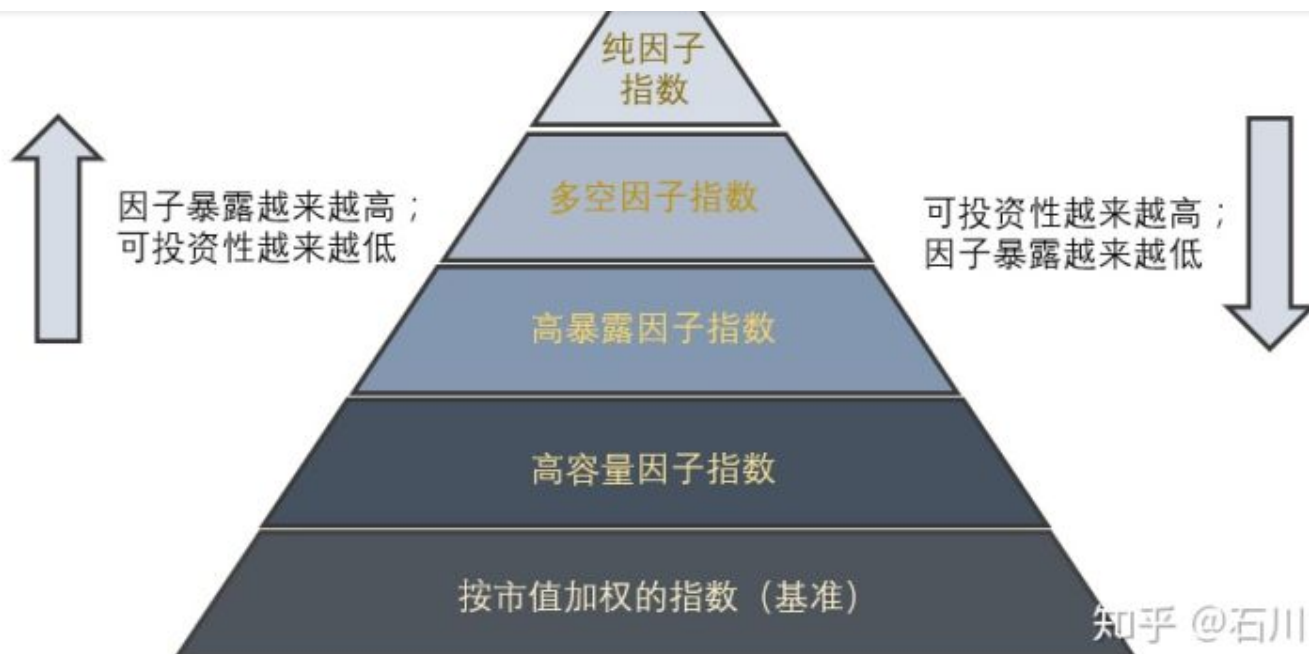 纯因子
指数
多空因子指数
因子暴露越来越高；
可投资性越来越低
可投资性越来越高；
因子暴露越来越低
高暴露因子指数
高容量因子指数
按市值加权的指数（基准）
知乎 @石川